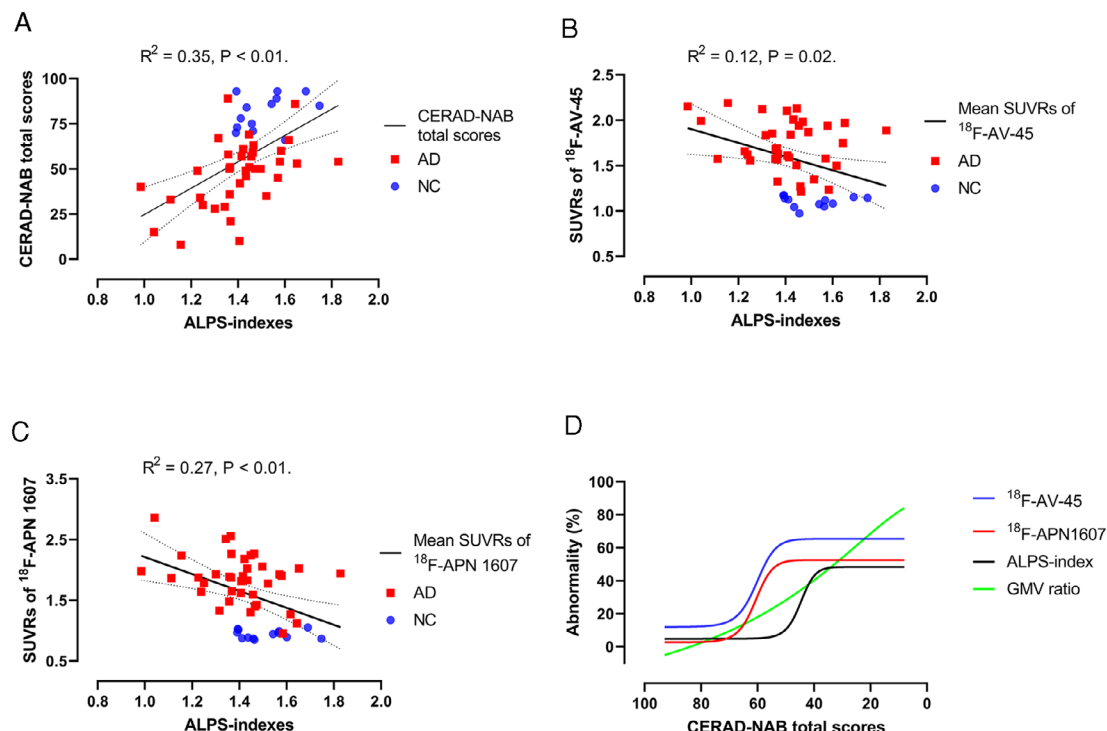 A
R² = 0.35, P < 0.01.
CERAD-NAB total scores
100
75
50
25
0
0.8 1.0 1.2 1.4 1.6 1.8 2.0
ALPS-indexes
CERAD-NAB
total scores
AD
NC
B
R² = 0.12, P = 0.02.
SUVRs of ¹⁸F-AV-45
2.5
2.0
1.5
1.0
0.5
0.8 1.0 1.2 1.4 1.6 1.8 2.0
ALPS-indexes
Mean SUVRs of
¹⁸F-AV-45
AD
NC
C
R² = 0.27, P < 0.01.
SUVRs of ¹⁸F-APN 1607
3.5
2.5
1.5
0.5
0.8 1.0 1.2 1.4 1.6 1.8 2.0
ALPS-indexes
Mean SUVRs of
¹⁸F-APN 1607
AD
NC
D
Abnormality (%)
100
80
60
40
20
0
100 80 60 40 20 0
CERAD-NAB total scores
¹⁸F-AV-45
¹⁸F-APN1607
ALPS-index
GMV ratio